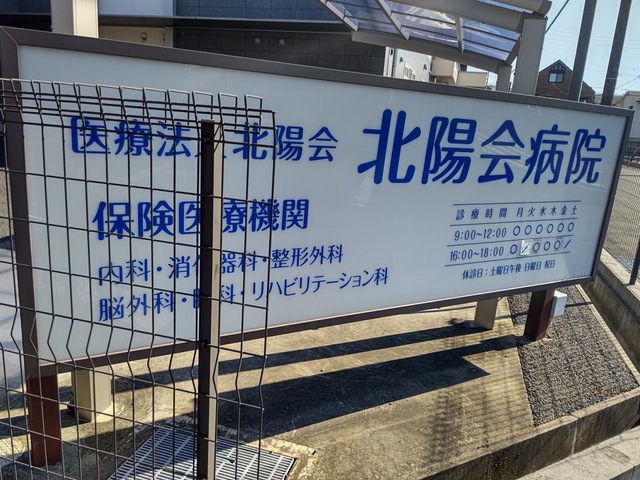 医療法人 北陽会 北陽会病院
保険医療機関
内科・消化器科・整形外科
脳外科・眼科・リハビリテーション科
診療時間 月 火 水 木 金 土
9:00~12:00 ○ ○ ○ ○ ○ ○
16:00~18:00 ○ / ○ ○ ○ /
休診日:土曜日午後 日曜日 祝日